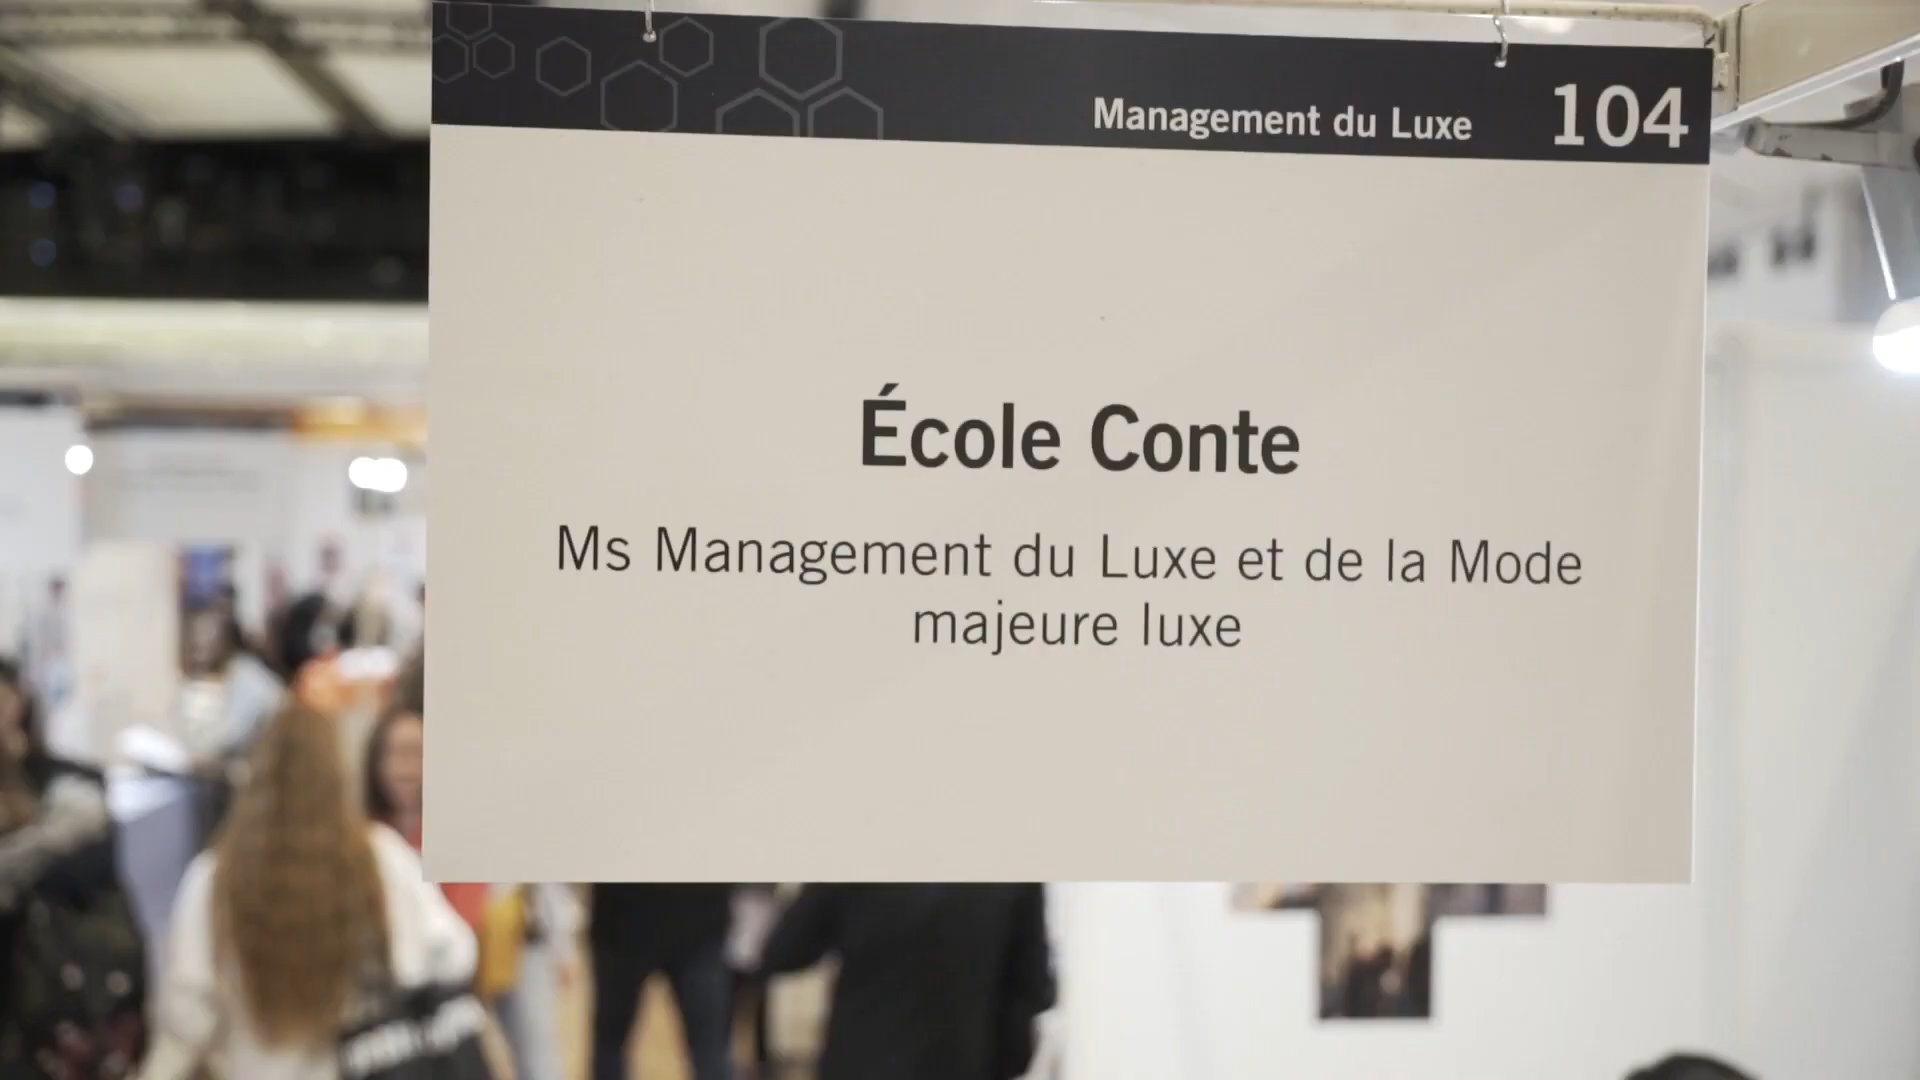 Management du Luxe 104
École Conte
Ms Management du Luxe et de la Mode
majeure luxe